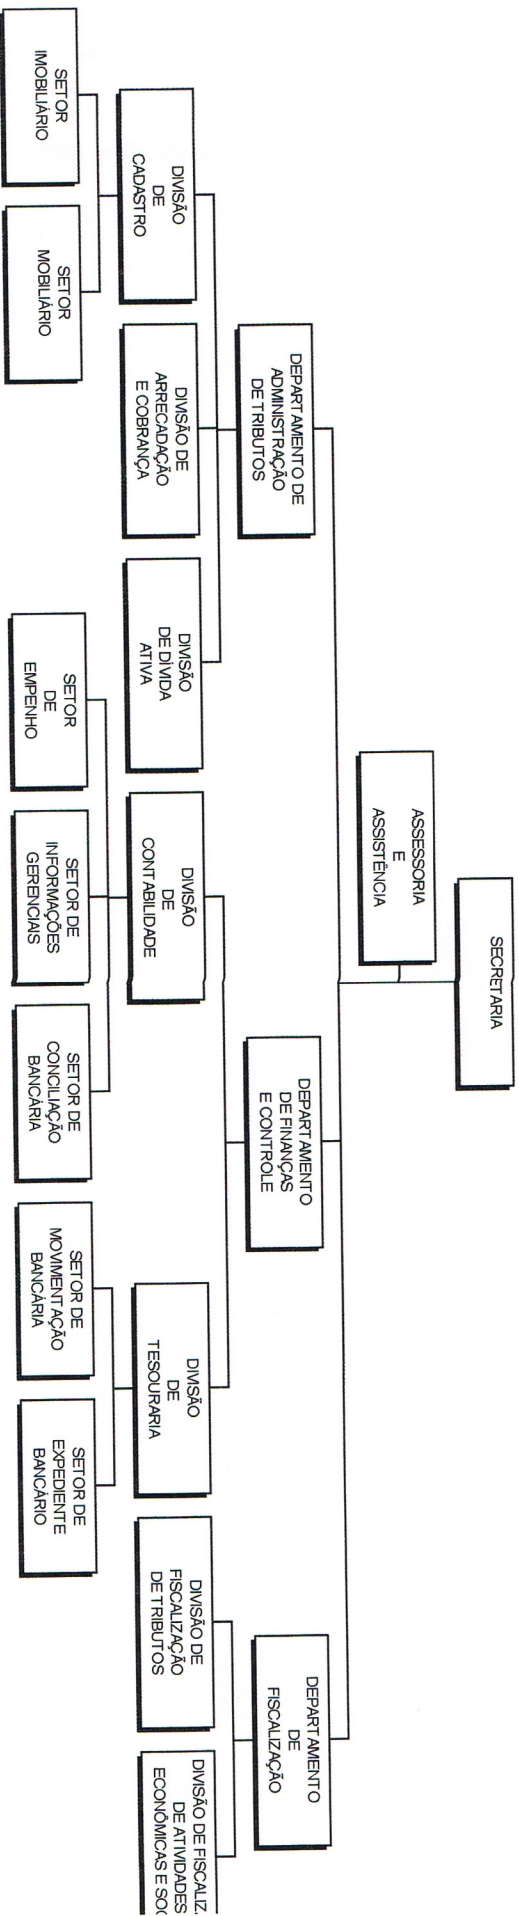 SECRETARIA
ASSESSORIA
E
ASSISTÊNCIA
DEPARTAMENTO DE
ADMINISTRAÇÃO
DE TRIBUTOS
DEPARTAMENTO
DE FINANÇAS
E CONTROLE
DEPARTAMENTO
DE
FISCALIZAÇÃO
DIVISÃO
DE
CADASTRO
DIVISÃO DE
ARRECADAÇÃO
E COBRANÇA
DIVISÃO
DE DÍVIDA
ATIVA
DIVISÃO
DE
CONTABILIDADE
DIVISÃO
DE
TESOURARIA
DIVISÃO DE
FISCALIZAÇÃO
DE TRIBUTOS
DIVISÃO DE FISCALIZ
DE ATIVIDADES
ECONÔMICAS E SOC
SETOR
IMOBILIÁRIO
SETOR
MOBILIÁRIO
SETOR
DE
EMPENHO
SETOR DE
INFORMAÇÕES
GERENCIAIS
SETOR DE
CONCILIAÇÃO
BANCÁRIA
SETOR DE
MOVIMENTAÇÃO
BANCÁRIA
SETOR DE
EXPEDIENTE
BANCÁRIO